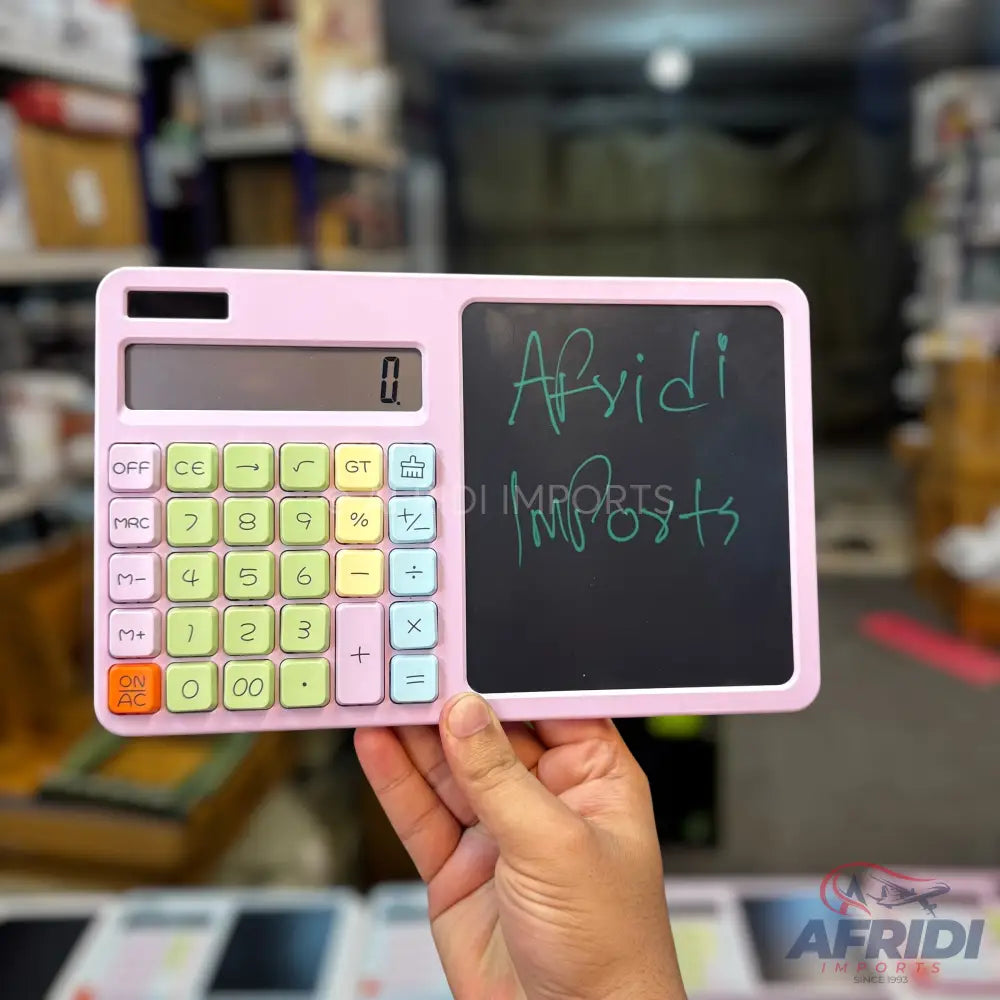 0.
Afridi
Imports
OFF CE → √ GT
MRC 7 8 9 % +/-
M- 4 5 6 - ÷
M+ 1 2 3 + ×
ON/AC 0 00 . =
AFRIDI IMPORTS
AFRIDI
IMPORTS
SINCE 1993